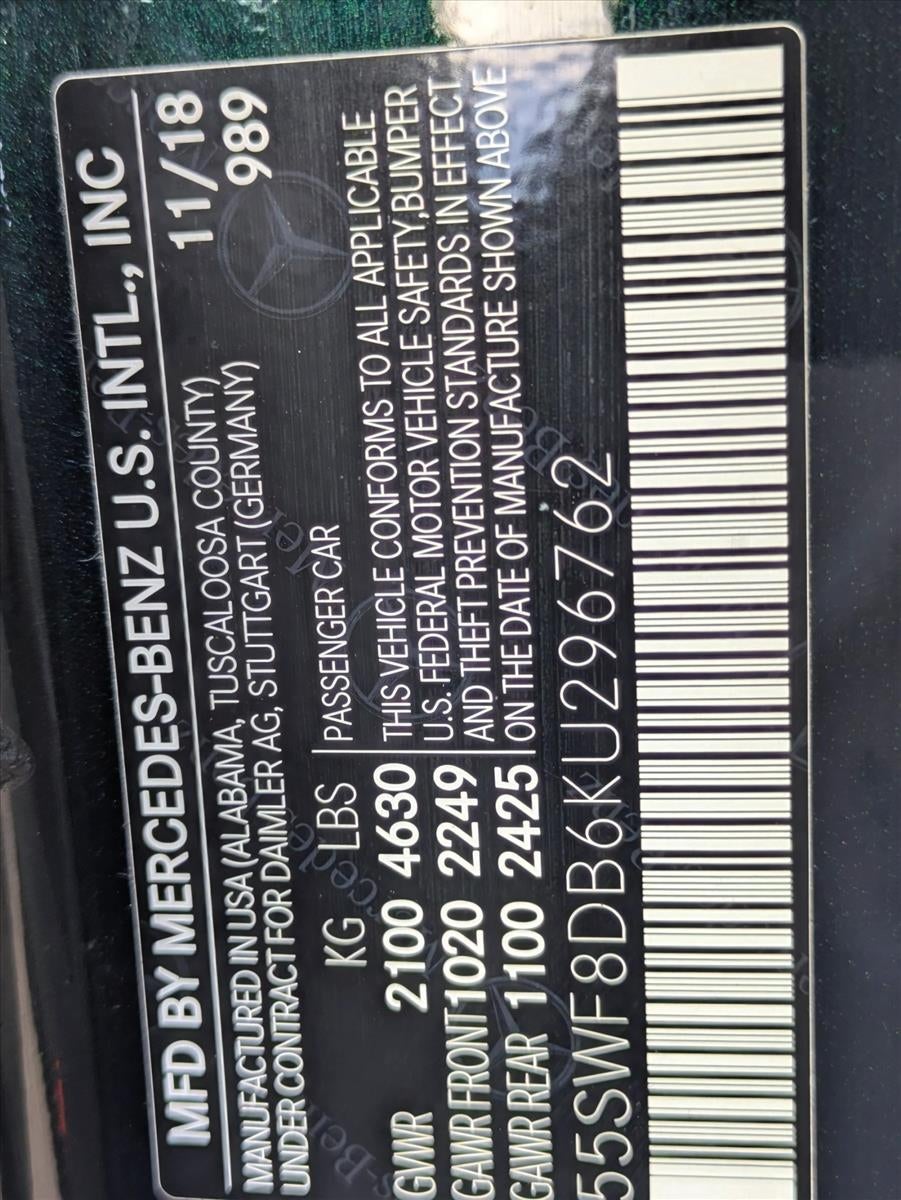 MFD BY MERCEDES-BENZ U.S. INTL., INC
MANUFACTURED IN USA (ALABAMA, TUSCALOOSA COUNTY) 11/18
UNDER CONTRACT FOR DAIMLER AG, STUTTGART (GERMANY) 989
KG LBS PASSENGER CAR
GVWR 2100 4630 THIS VEHICLE CONFORMS TO ALL APPLICABLE
U.S. FEDERAL MOTOR VEHICLE SAFETY,BUMPER
GAWR FRONT 1020 2249 AND THEFT PREVENTION STANDARDS IN EFFECT
GAWR REAR 1100 2425 ON THE DATE OF MANUFACTURE SHOWN ABOVE
55SWF8DB6KU296762